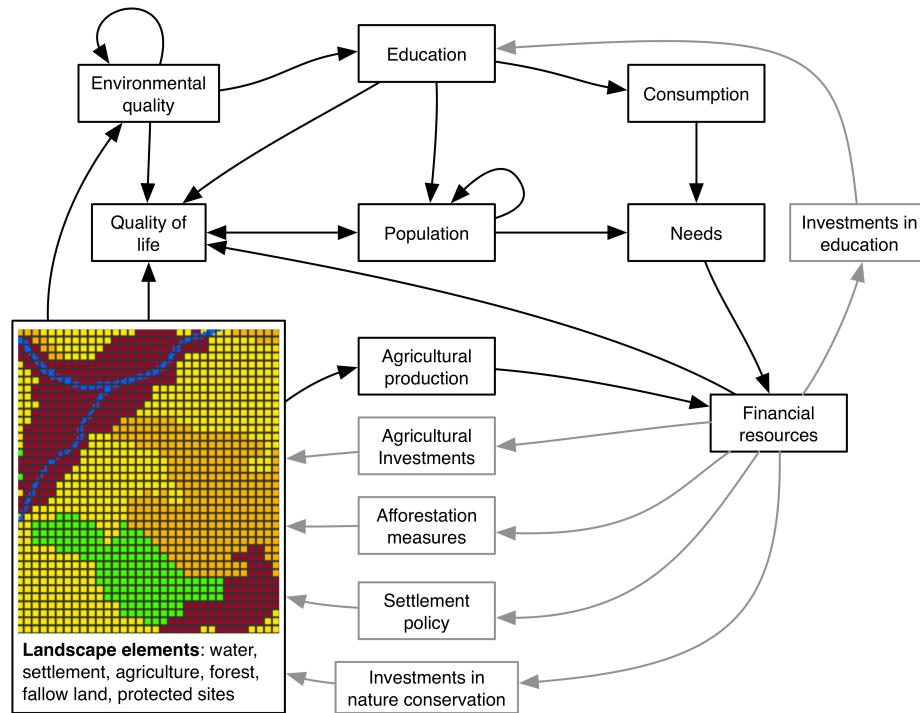 Education
Environmental
quality
Consumption
Quality of
life
Population
Needs
Investments in
education
Agricultural
production
Financial
resources
Agricultural
Investments
Afforestation
measures
Settlement
policy
Landscape elements: water,
settlement, agriculture, forest,
fallow land, protected sites
Investments in
nature conservation